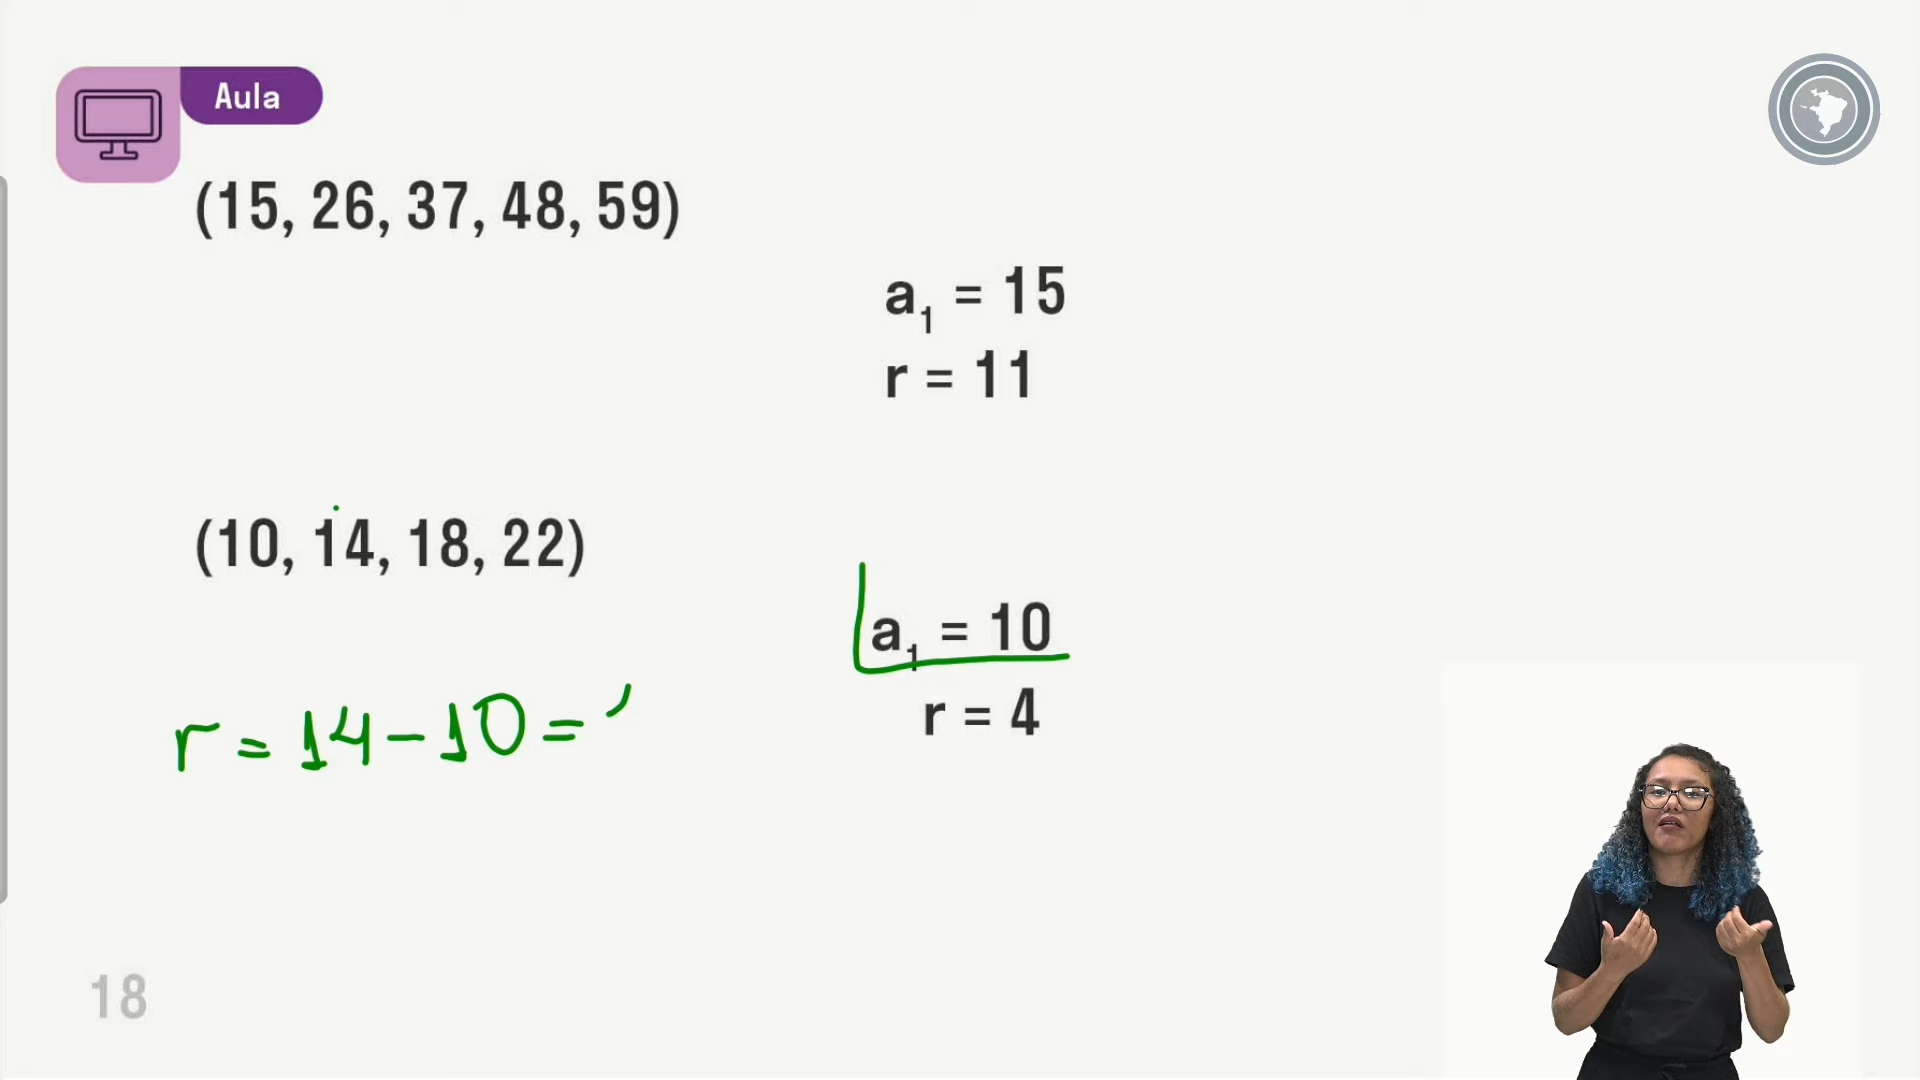 Aula
(15, 26, 37, 48, 59)
a₁ = 15
r = 11
(10, 14, 18, 22)
a₁ = 10
r = 14 - 10 =
r = 4
18